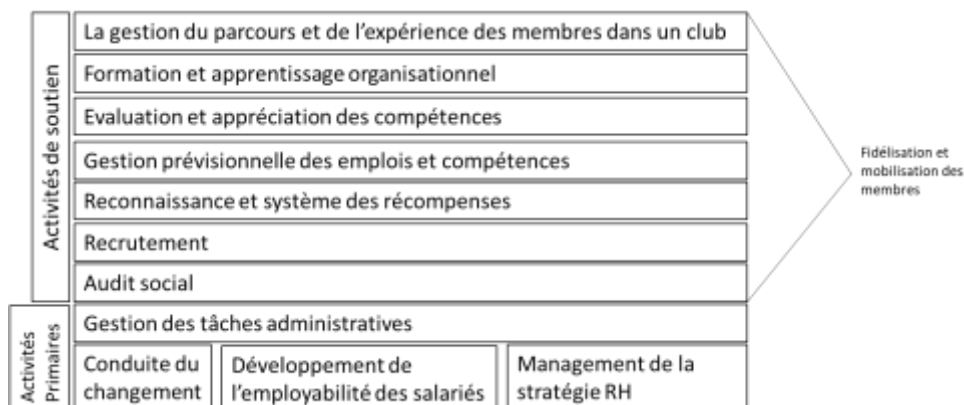 Activités de soutien
La gestion du parcours et de l'expérience des membres dans un club
Formation et apprentissage organisationnel
Evaluation et appréciation des compétences
Gestion prévisionnelle des emplois et compétences
Reconnaissance et système des récompenses
Recrutement
Audit social
Fidélisation et
mobilisation des
membres
Activités
Primaires
Gestion des tâches administratives
Conduite du
changement
Développement de
l'employabilité des salariés
Management de la
stratégie RH